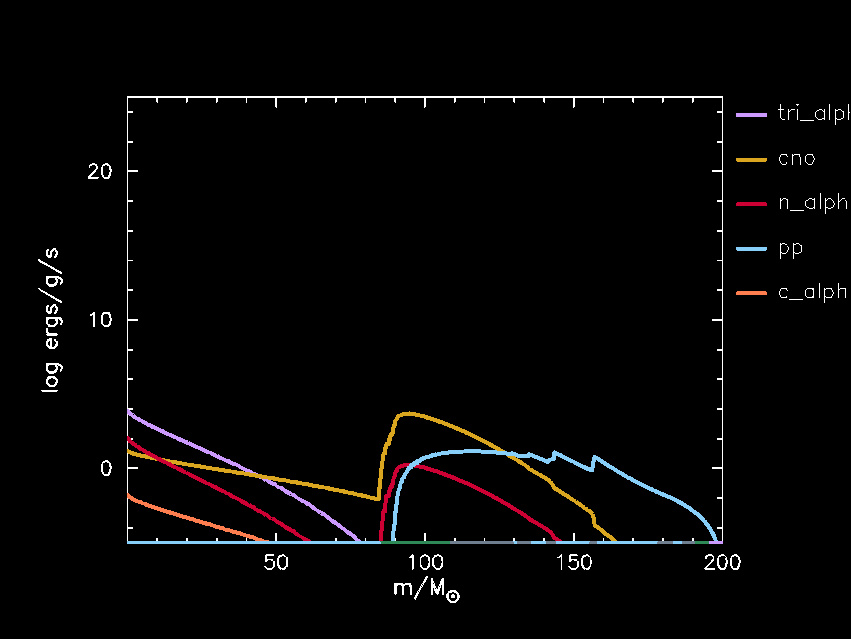 tri_alph
cno
n_alph
pp
c_alph
20
10
0
log ergs/g/s
50
100
150
200
m/M⊙